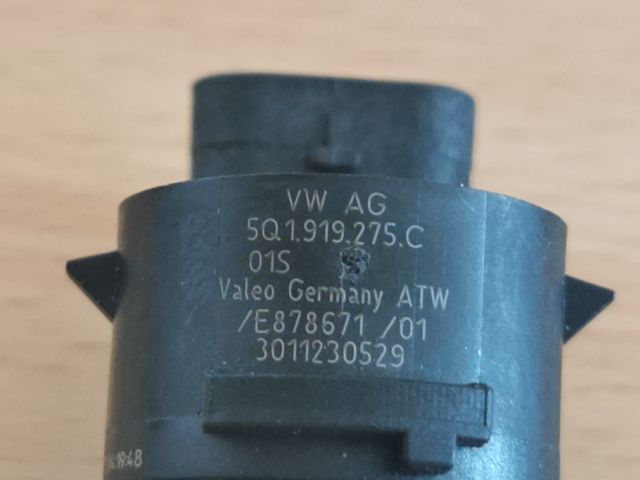 VW AG
5Q1.919.275.C
01S
Valeo Germany ATW
/E878671 /01
3011230529